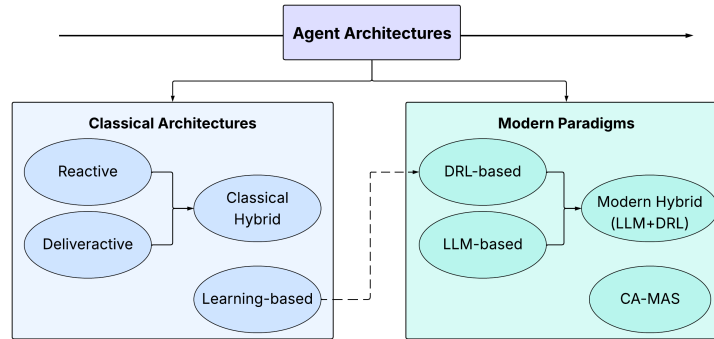 Agent Architectures
Classical Architectures
Reactive
Deliveractive
Classical
Hybrid
Learning-based
Modern Paradigms
DRL-based
LLM-based
Modern Hybrid
(LLM+DRL)
CA-MAS